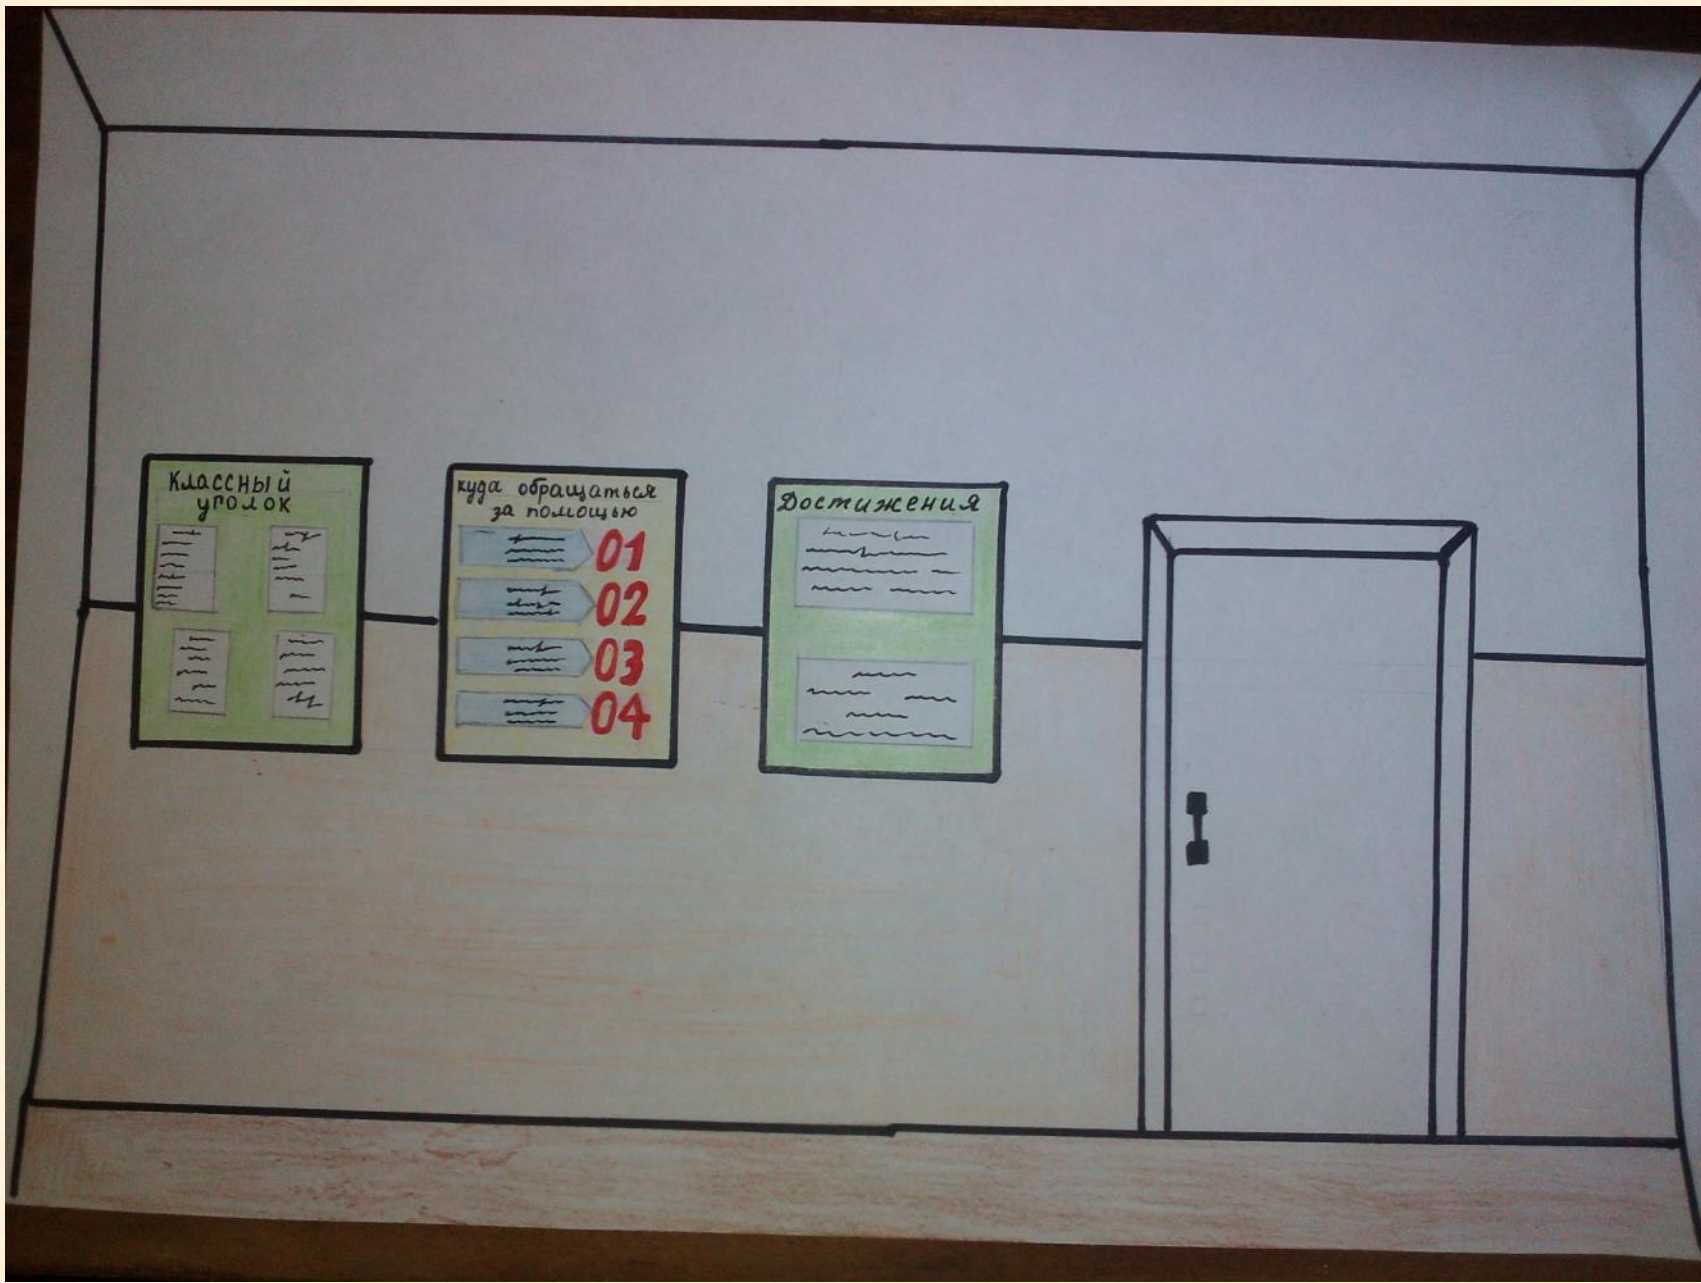 Классный
уголок
куда обращаться
за помощью
01
02
03
04
Достижения